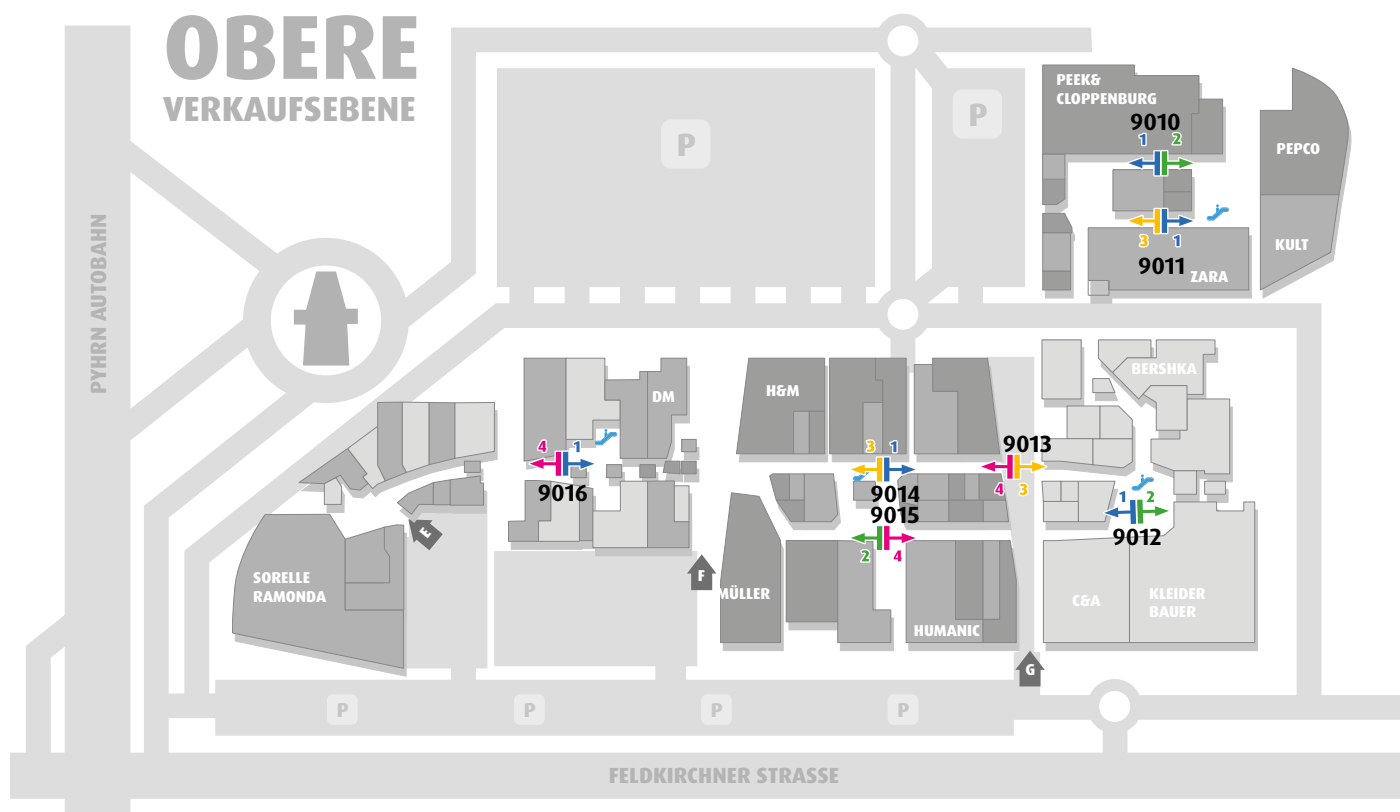 OBERE
VERKAUFSEBENE
PYHRN AUTOBAHN
P
P
PEEK&
CLOPPENBURG
9010
1
2
PEPCO
KULT
3
1
9011
ZARA
H&M
DM
BERSHKA
4
1
9016
3
1
9014
9015
2
4
9013
4
3
1
2
9012
E
F
G
SORELLE
RAMONDA
MÜLLER
HUMANIC
C&A
KLEIDER
BAUER
P
P
P
P
FELDKIRCHNER STRASSE